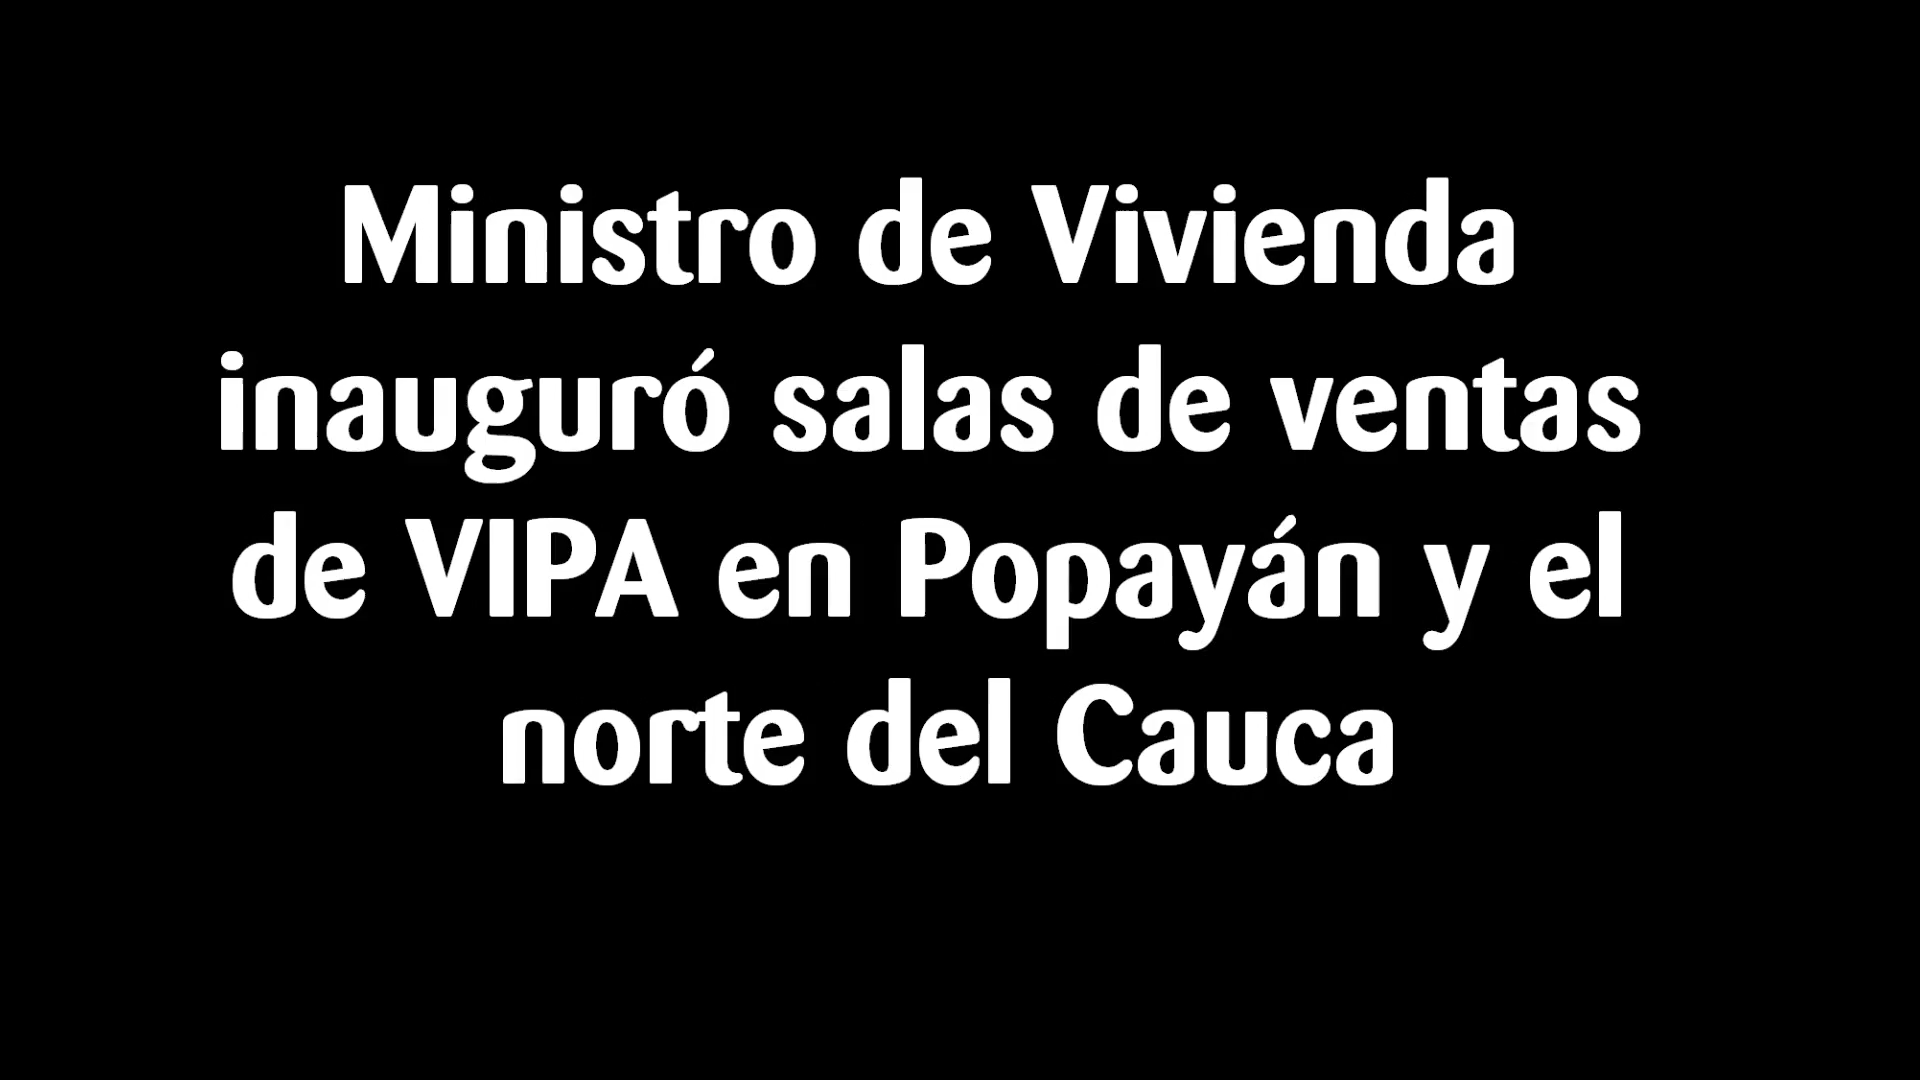 Ministro de Vivienda
inauguró salas de ventas
de VIPA en Popayán y el
norte del Cauca